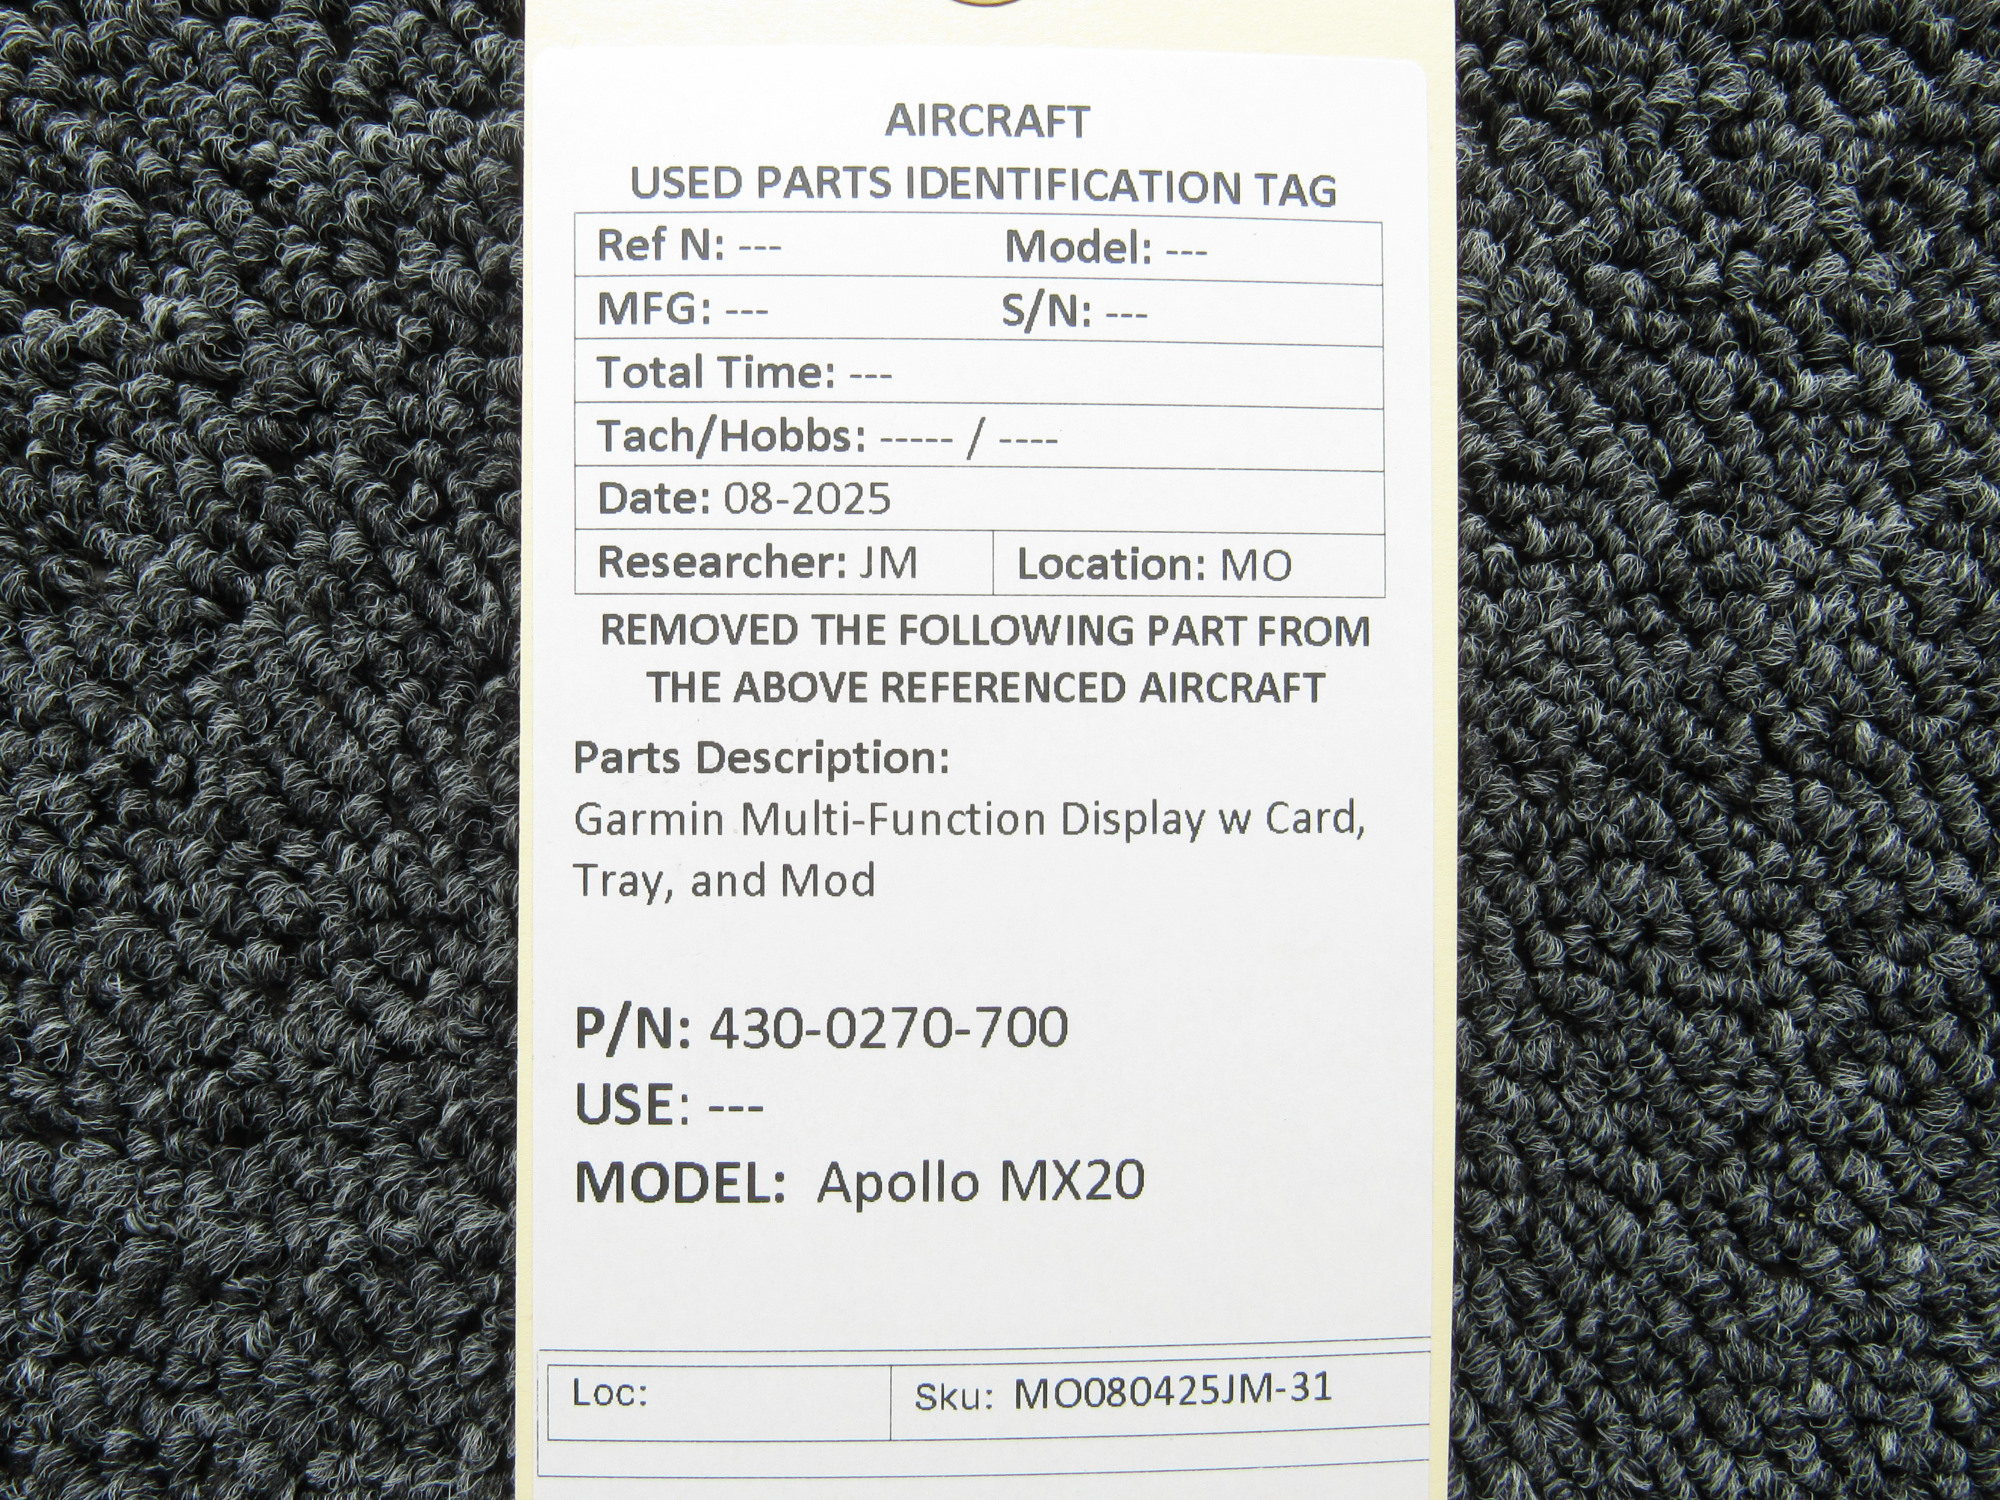 AIRCRAFT
USED PARTS IDENTIFICATION TAG
Ref N: --- Model: ---
MFG: --- S/N: ---
Total Time: ---
Tach/Hobbs: ----- / ----
Date: 08-2025
Researcher: JM Location: MO
REMOVED THE FOLLOWING PART FROM
THE ABOVE REFERENCED AIRCRAFT
Parts Description:
Garmin Multi-Function Display w Card,
Tray, and Mod
P/N: 430-0270-700
USE: ---
MODEL: Apollo MX20
Loc: Sku: MO080425JM-31